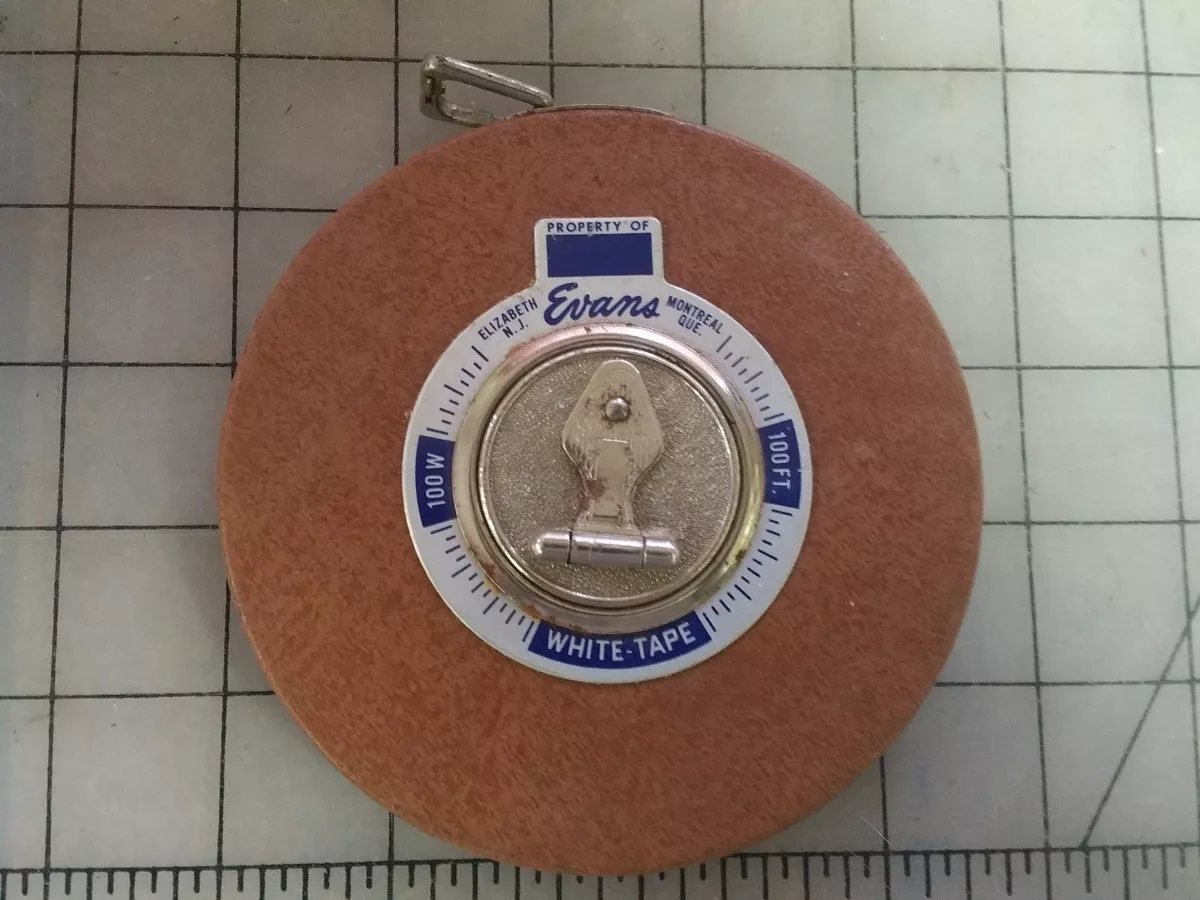 PROPERTY OF
Evans
ELIZABETH
N.J.
MONTREAL
QUE.
100 W
100 FT.
WHITE-TAPE